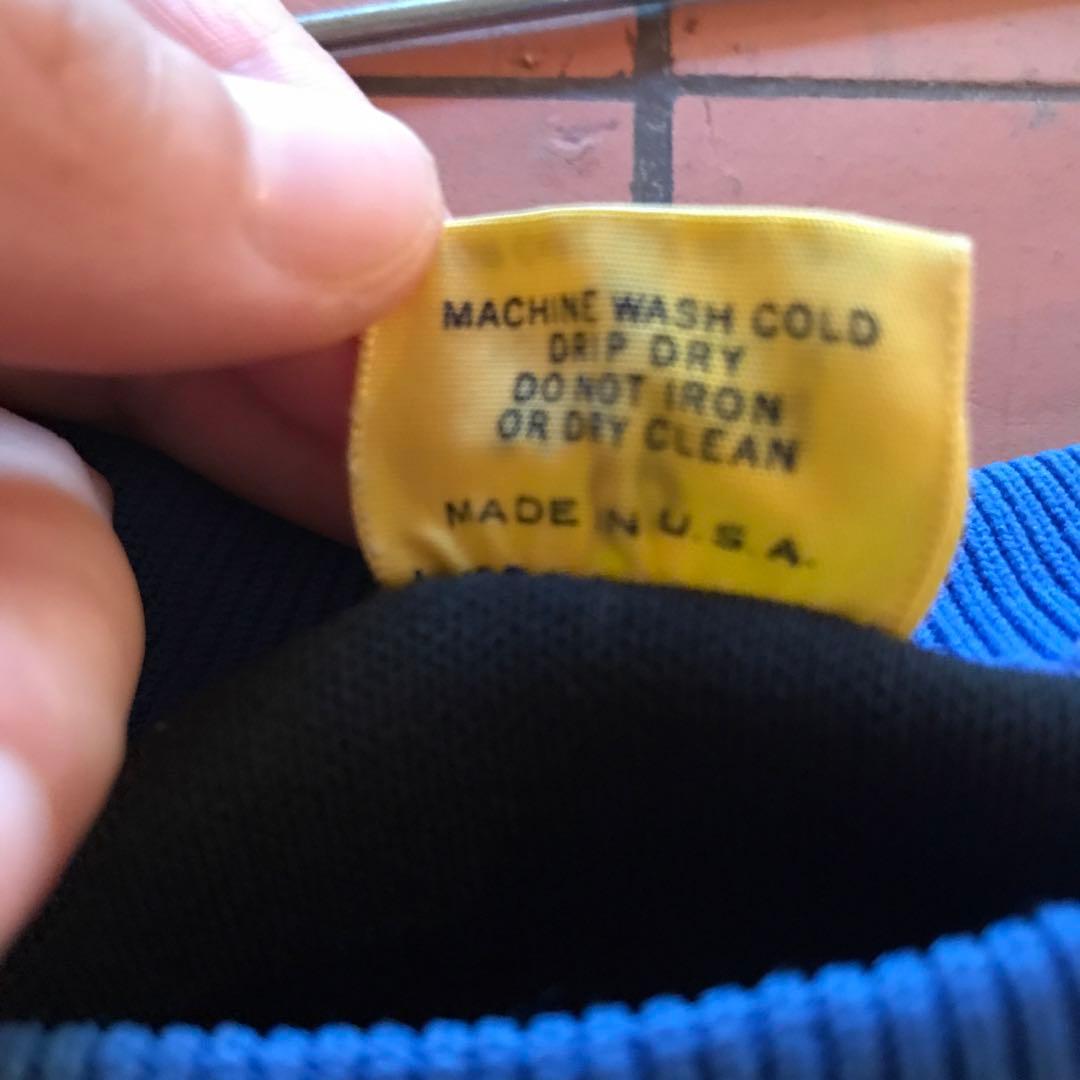 MACHINE WASH COLD
DRIP DRY
DO NOT IRON
OR DRY CLEAN
MADE IN U.S.A.